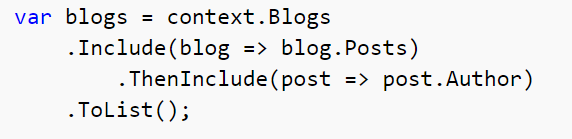 var blogs = context.Blogs
    .Include(blog => blog.Posts)
        .ThenInclude(post => post.Author)
    .ToList();